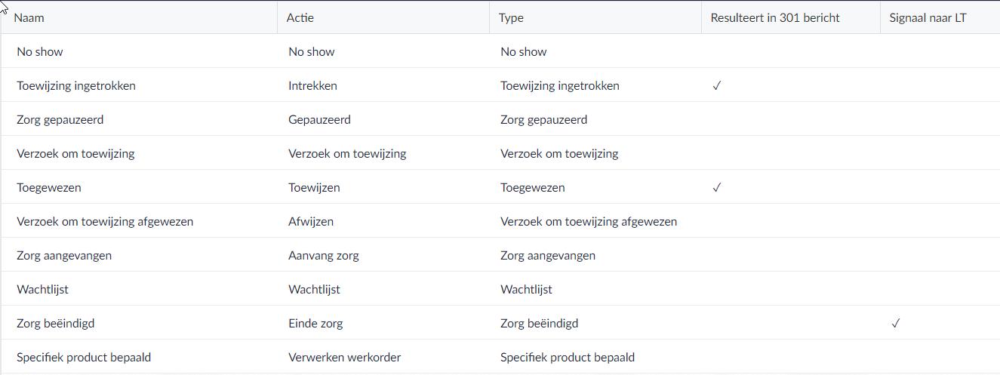 Naam Actie Type Resulteert in 301 bericht Signaal naar LT
No show No show No show
Toewijzing ingetrokken Intrekken Toewijzing ingetrokken ✓
Zorg gepauzeerd Gepauzeerd Zorg gepauzeerd
Verzoek om toewijzing Verzoek om toewijzing Verzoek om toewijzing
Toegewezen Toewijzen Toegewezen ✓
Verzoek om toewijzing afgewezen Afwijzen Verzoek om toewijzing afgewezen
Zorg aangevangen Aanvang zorg Zorg aangevangen
Wachtlijst Wachtlijst Wachtlijst
Zorg beëindigd Einde zorg Zorg beëindigd ✓
Specifiek product bepaald Verwerken werkorder Specifiek product bepaald